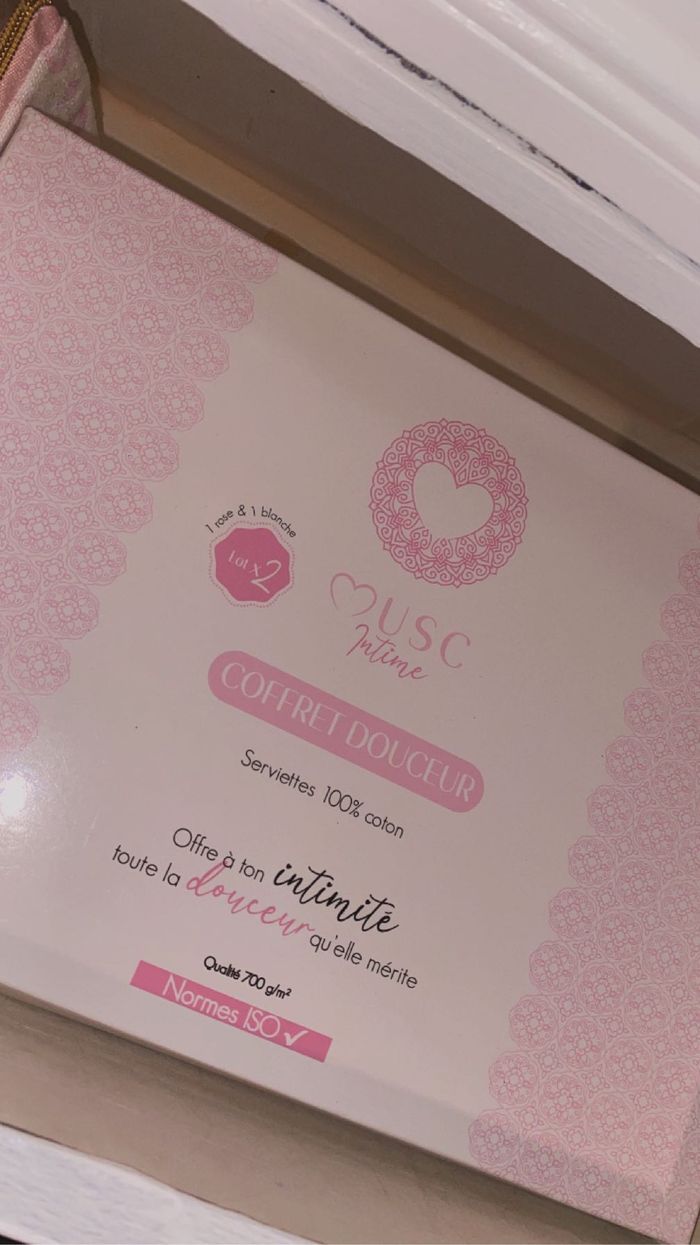 1 rose & 1 blanche
Lot x 2
MUSC
Intime
COFFRET DOUCEUR
Serviettes 100% coton
Offre à ton intimité
toute la douceur qu'elle mérite
Qualité 700 g/m²
Normes ISO ✓